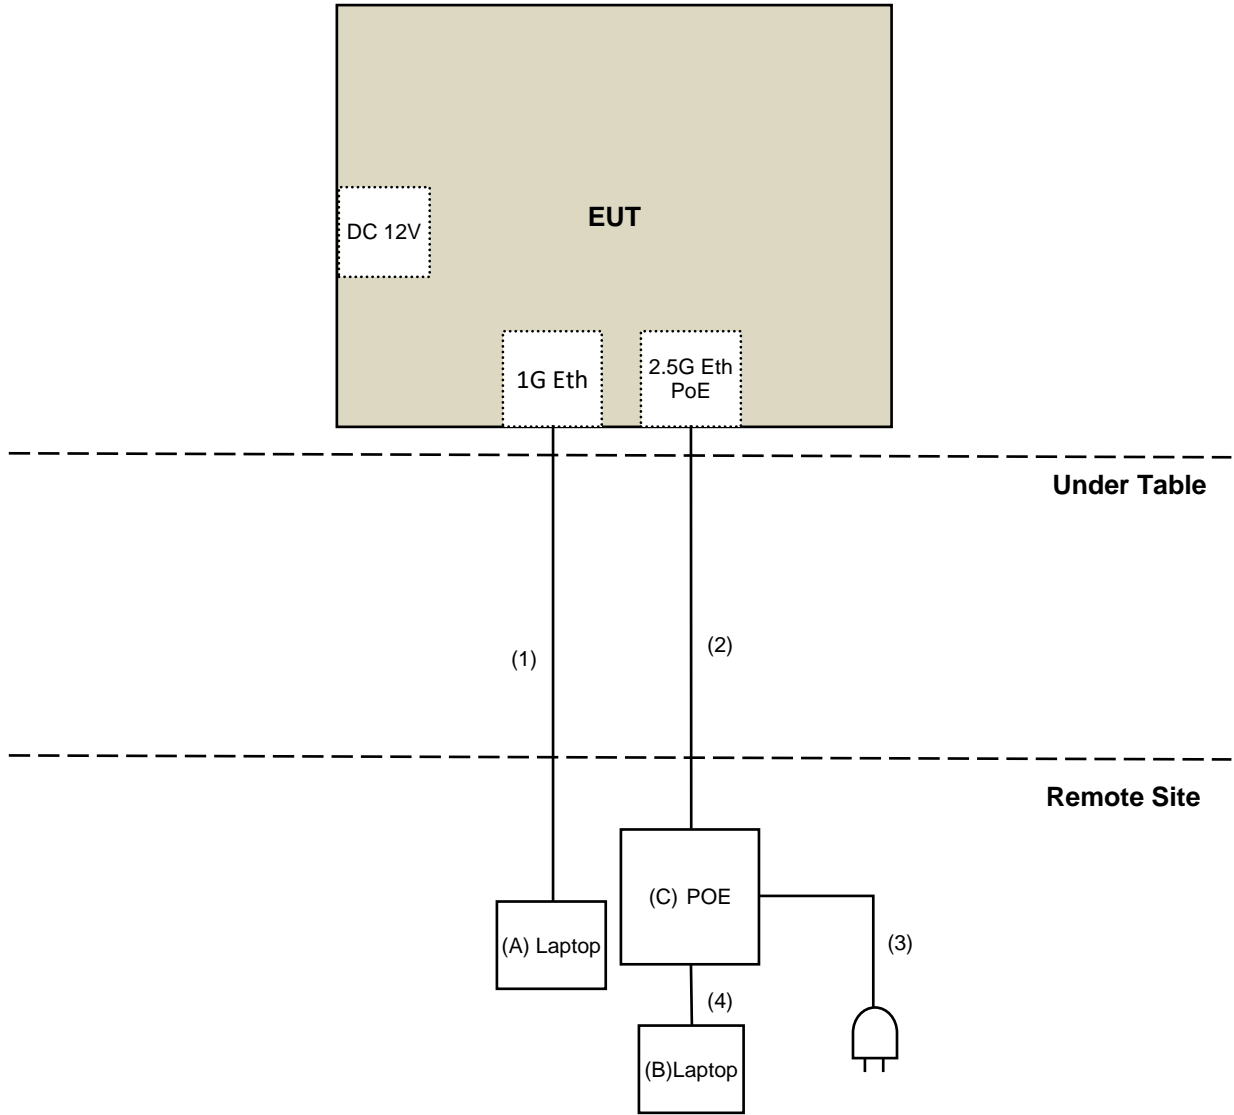 EUT
DC 12V
1G Eth
2.5G Eth
PoE
Under Table
(1)
(2)
Remote Site
(C) POE
(A) Laptop
(3)
(4)
(B)Laptop